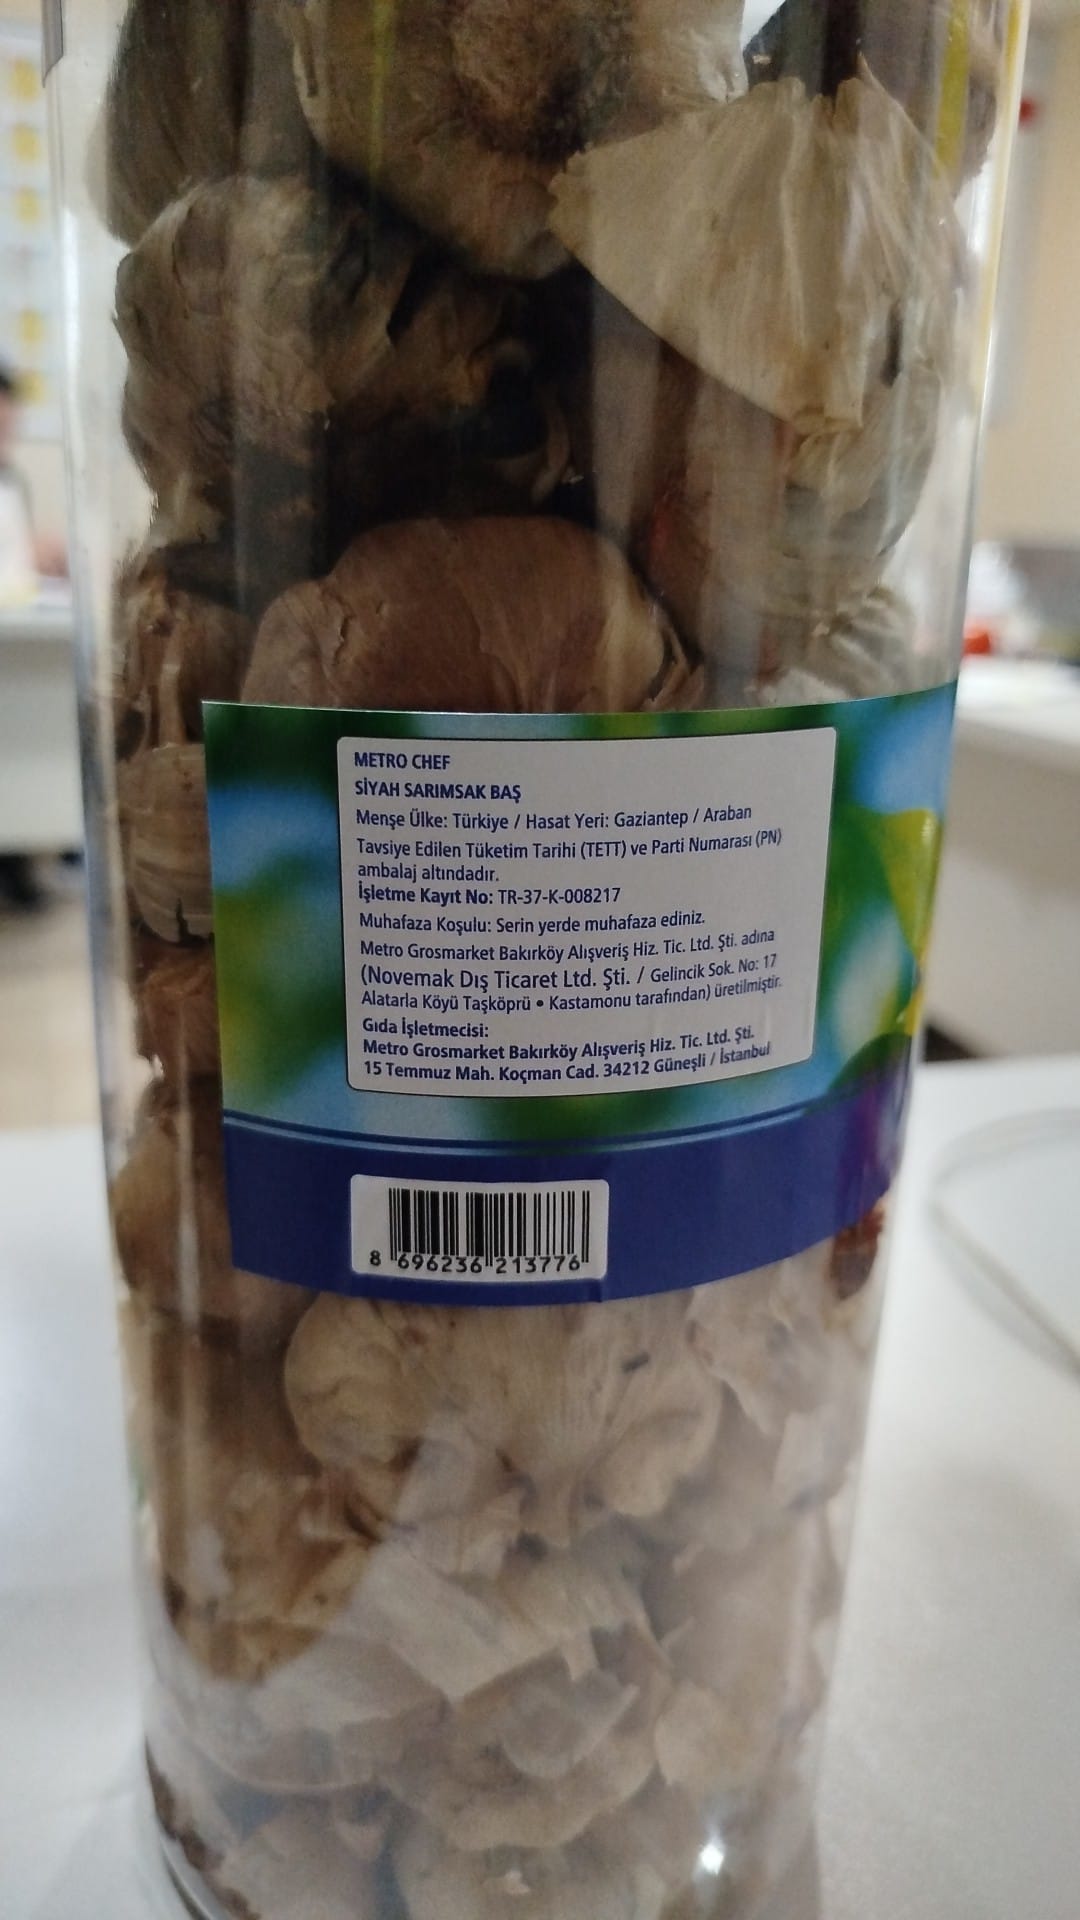 METRO CHEF
SİYAH SARIMSAK BAŞ
Menşe Ülke: Türkiye / Hasat Yeri: Gaziantep / Araban
Tavsiye Edilen Tüketim Tarihi (TETT) ve Parti Numarası (PN)
ambalaj altındadır.
İşletme Kayıt No: TR-37-K-008217
Muhafaza Koşulu: Serin yerde muhafaza ediniz.
Metro Grosmarket Bakırköy Alışveriş Hiz. Tic. Ltd. Şti. adına
(Novemak Dış Ticaret Ltd. Şti. / Gelincik Sok. No: 17
Alatarla Köyü Taşköprü • Kastamonu tarafından) üretilmiştir.
Gıda İşletmecisi:
Metro Grosmarket Bakırköy Alışveriş Hiz. Tic. Ltd. Şti.
15 Temmuz Mah. Koçman Cad. 34212 Güneşli / İstanbul
8 696236 213776